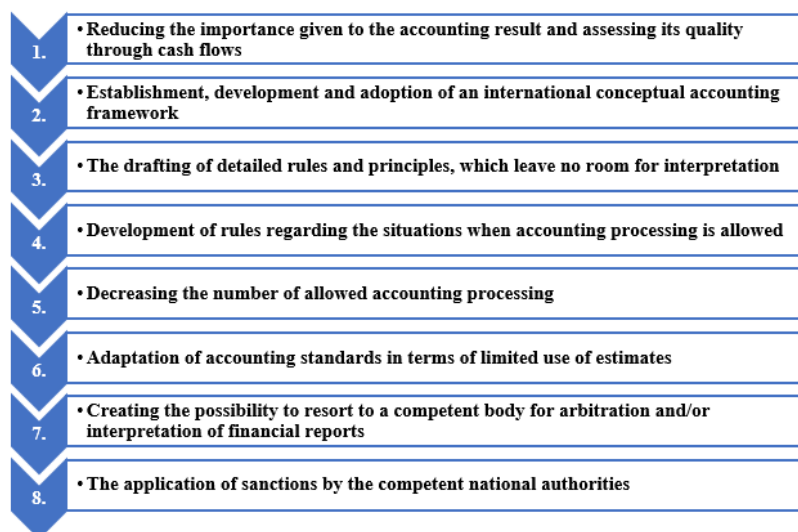 1.
• Reducing the importance given to the accounting result and assessing its quality
through cash flows
2.
• Establishment, development and adoption of an international conceptual accounting
framework
3.
• The drafting of detailed rules and principles, which leave no room for interpretation
4.
• Development of rules regarding the situations when accounting processing is allowed
5.
• Decreasing the number of allowed accounting processing
6.
• Adaptation of accounting standards in terms of limited use of estimates
7.
• Creating the possibility to resort to a competent body for arbitration and/or
interpretation of financial reports
8.
• The application of sanctions by the competent national authorities